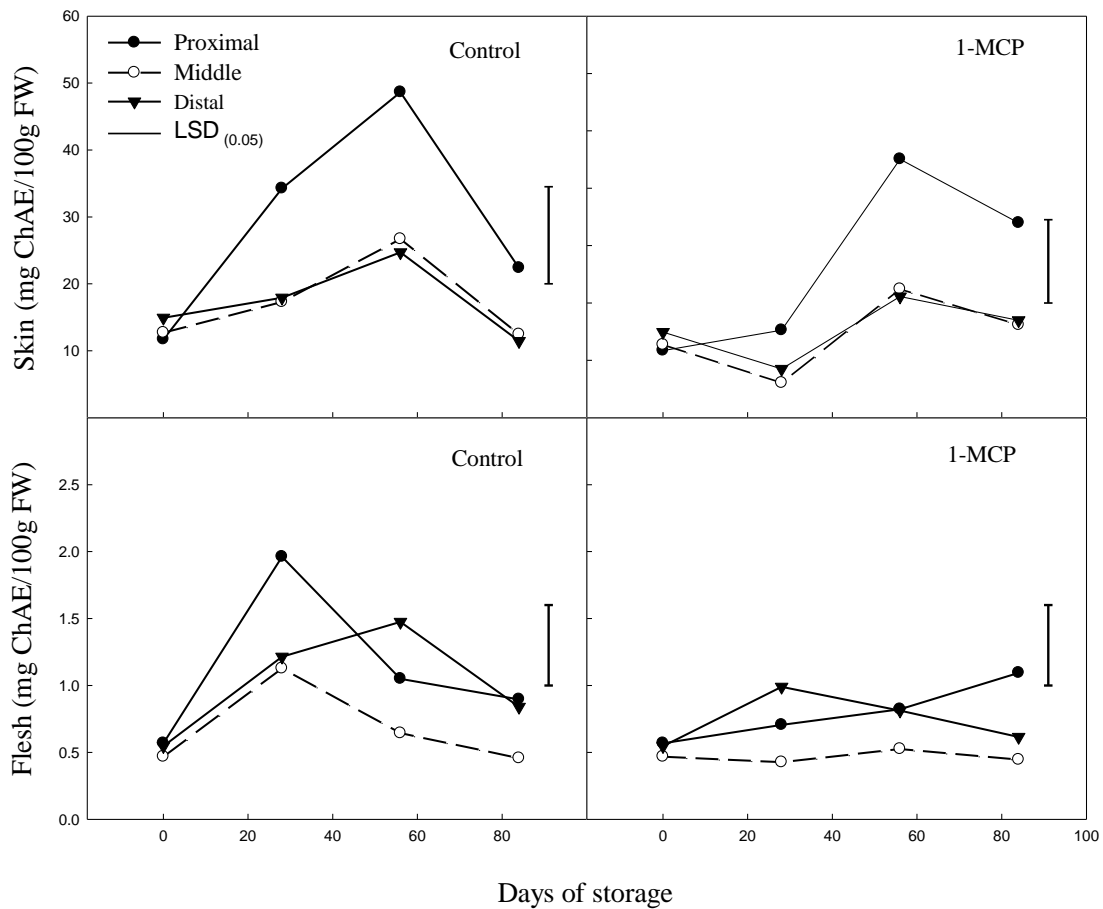 60
50
40
30
20
10
Skin (mg ChAE/100g FW)
Proximal
Middle
Distal
LSD (0.05)
Control
1-MCP
2.5
2.0
1.5
1.0
0.5
0.0
Flesh (mg ChAE/100g FW)
Control
1-MCP
0 20 40 60 80
0 20 40 60 80 100
Days of storage